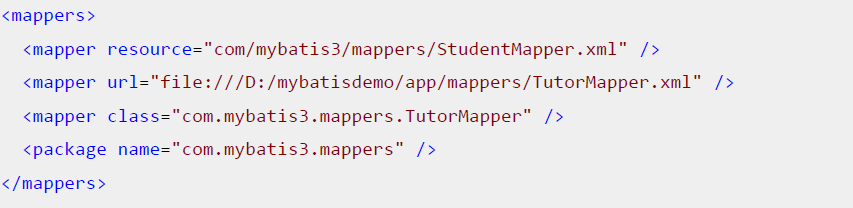 <mappers>
<mapper resource="com/mybatis3/mappers/StudentMapper.xml" />
<mapper url="file:///D:/mybatisdemo/app/mappers/TutorMapper.xml" />
<mapper class="com.mybatis3.mappers.TutorMapper" />
<package name="com.mybatis3.mappers" />
</mappers>